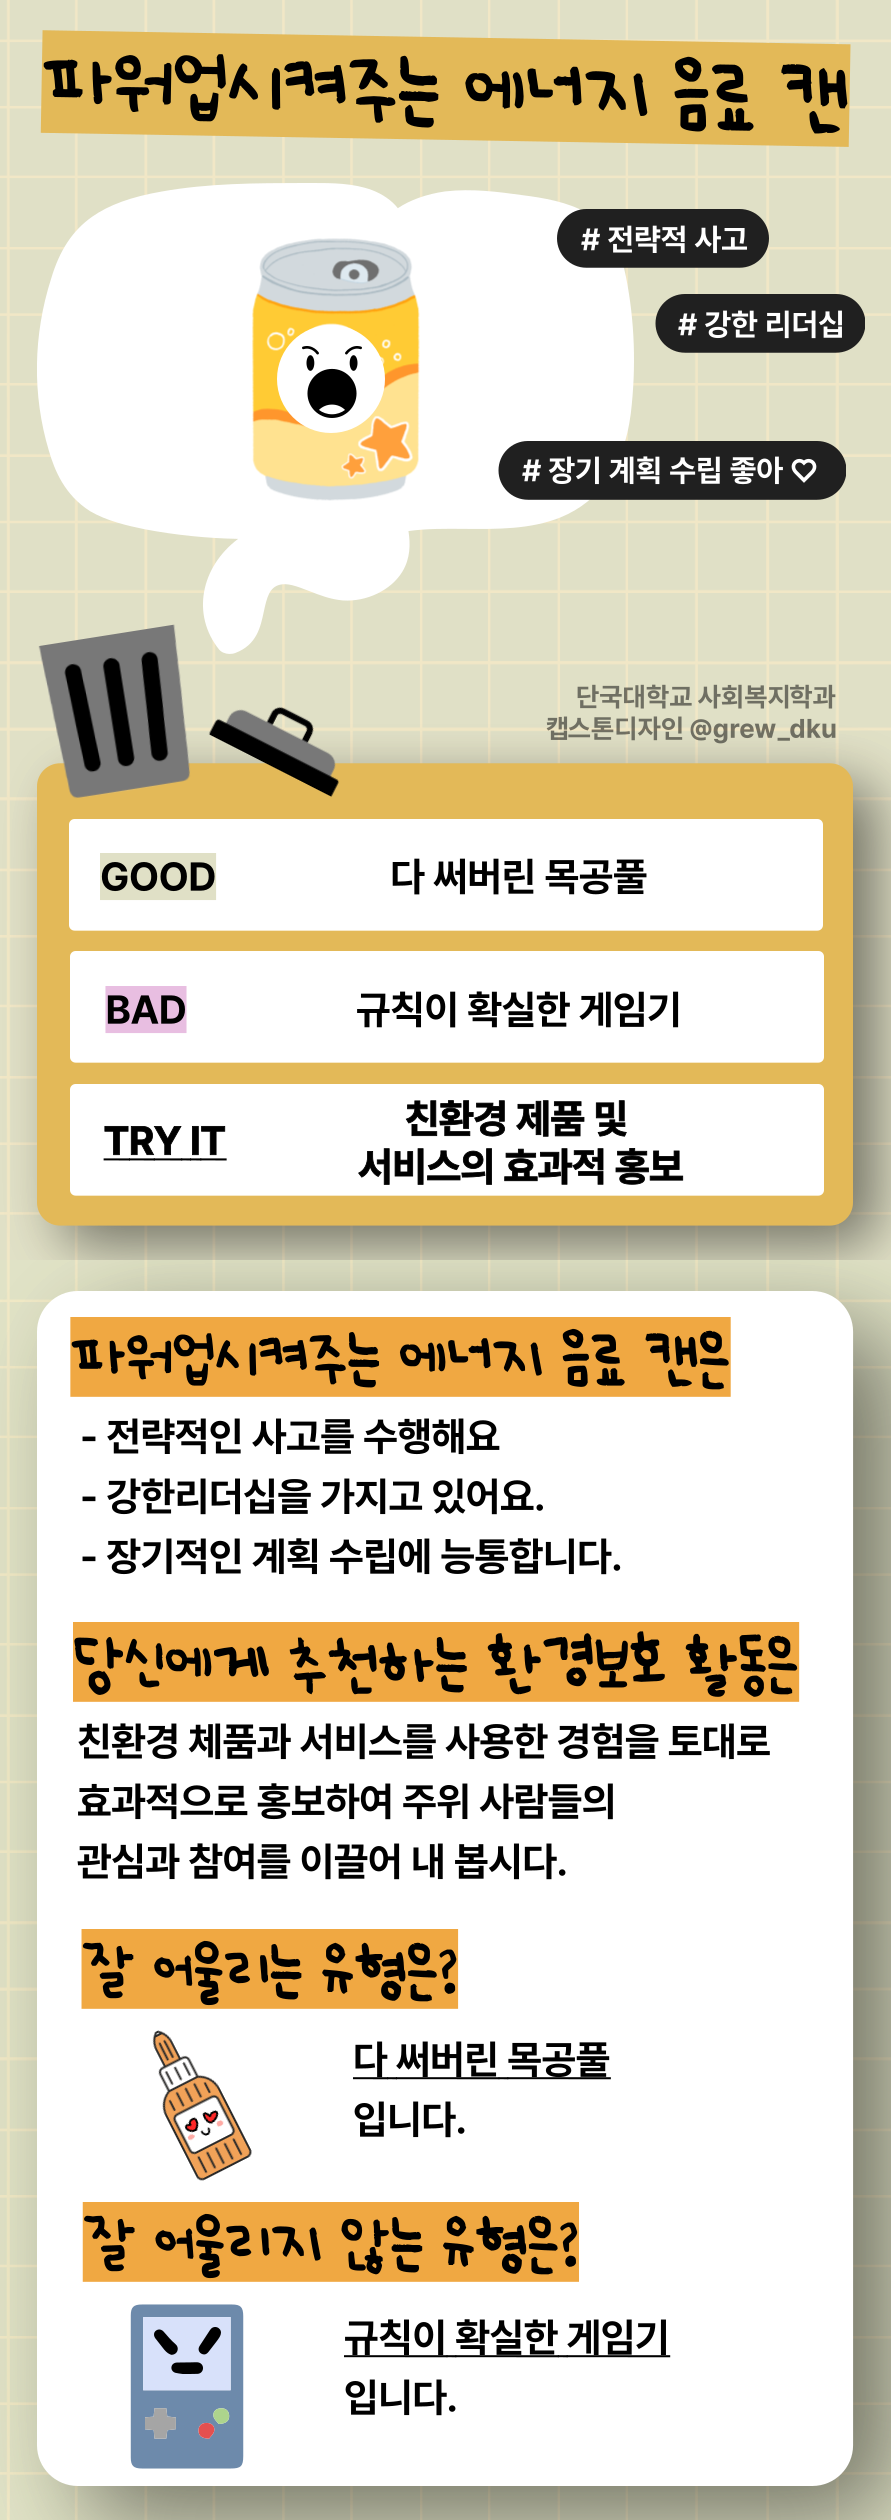 파워업시켜주는 에너지 음료 캔
# 전략적 사고
# 강한 리더십
# 장기 계획 수립 좋아 ♡
단국대학교 사회복지학과
캡스톤디자인 @grew_dku
GOOD 다 써버린 목공풀
BAD 규칙이 확실한 게임기
TRY IT 친환경 제품 및
서비스의 효과적 홍보
파워업시켜주는 에너지 음료 캔은
- 전략적인 사고를 수행해요
- 강한리더십을 가지고 있어요.
- 장기적인 계획 수립에 능통합니다.
당신에게 추천하는 환경보호 활동은
친환경 체품과 서비스를 사용한 경험을 토대로
효과적으로 홍보하여 주위 사람들의
관심과 참여를 이끌어 내 봅시다.
잘 어울리는 유형은?
다 써버린 목공풀
입니다.
잘 어울리지 않는 유형은?
규칙이 확실한 게임기
입니다.